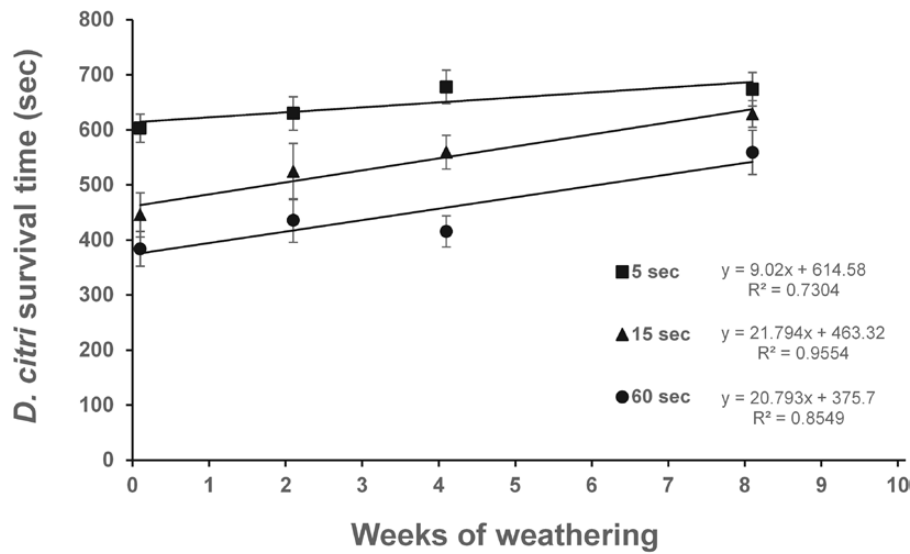 800
700
600
500
400
300
200
100
0
D. citri survival time (sec)
5 sec y = 9.02x + 614.58
R² = 0.7304
15 sec y = 21.794x + 463.32
R² = 0.9554
60 sec y = 20.793x + 375.7
R² = 0.8549
0 1 2 3 4 5 6 7 8 9 10
Weeks of weathering